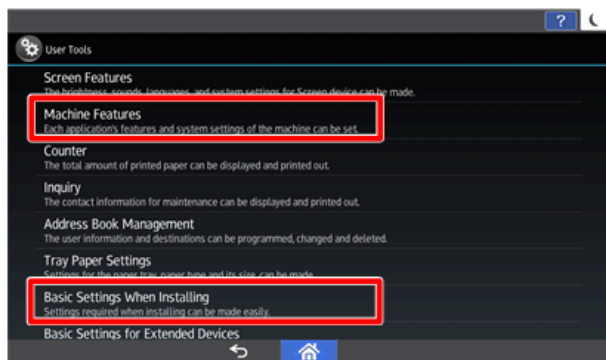 ?
User Tools
Screen Features
The brightness, sounds, languages, and system settings for Screen device can be made.
Machine Features
Each application's features and system settings of the machine can be set.
Counter
The total amount of printed paper can be displayed and printed out.
Inquiry
The contact information for maintenance can be displayed and printed out.
Address Book Management
The user information and destinations can be programmed, changed and deleted.
Tray Paper Settings
Settings for the paper tray, paper type and its size, can be made.
Basic Settings When Installing
Settings required when installing can be made easily.
Basic Settings for Extended Devices